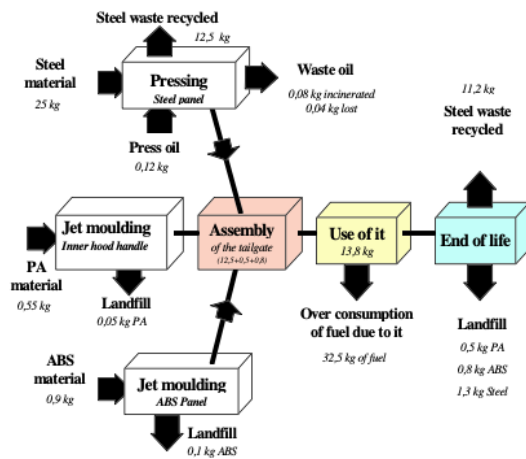 Steel waste recycled
12,5 kg
Steel
material
25 kg
Pressing
Steel panel
Waste oil
0,08 kg incinerated
0,04 kg lost
Press oil
0,12 kg
11,2 kg
Steel waste
recycled
Jet moulding
Inner hood handle
Assembly
of the tailgate
(12,5+0,5+0,8)
Use of it
13,8 kg
End of life
PA
material
0,55 kg
Landfill
0,05 kg PA
Over consumption
of fuel due to it
32,5 kg of fuel
Landfill
0,5 kg PA
0,8 kg ABS
1,3 kg Steel
ABS
material
0,9 kg
Jet moulding
ABS Panel
Landfill
0,1 kg ABS